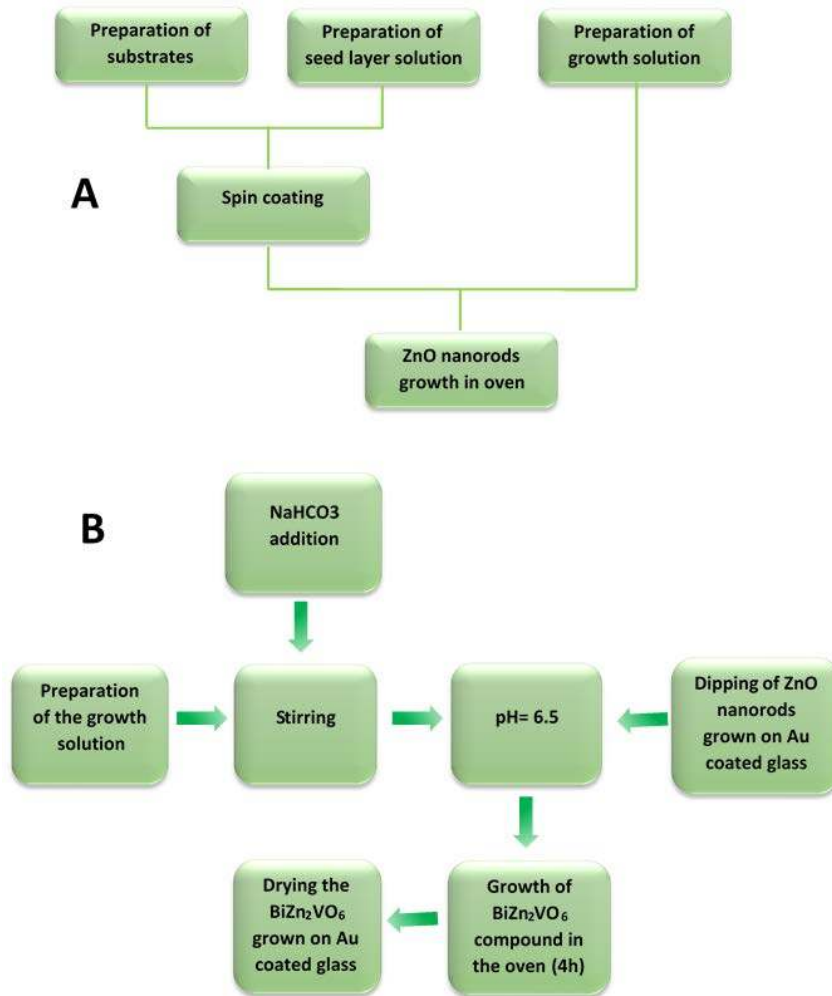 Preparation of
substrates
Preparation of
seed layer solution
Preparation of
growth solution
A
Spin coating
ZnO nanorods
growth in oven
B
NaHCO3
addition
Preparation
of the growth
solution
Stirring
pH= 6.5
Dipping of ZnO
nanorods
grown on Au
coated glass
Drying the
BiZn₂VO₆
grown on Au
coated glass
Growth of
BiZn₂VO₆
compound in
the oven (4h)